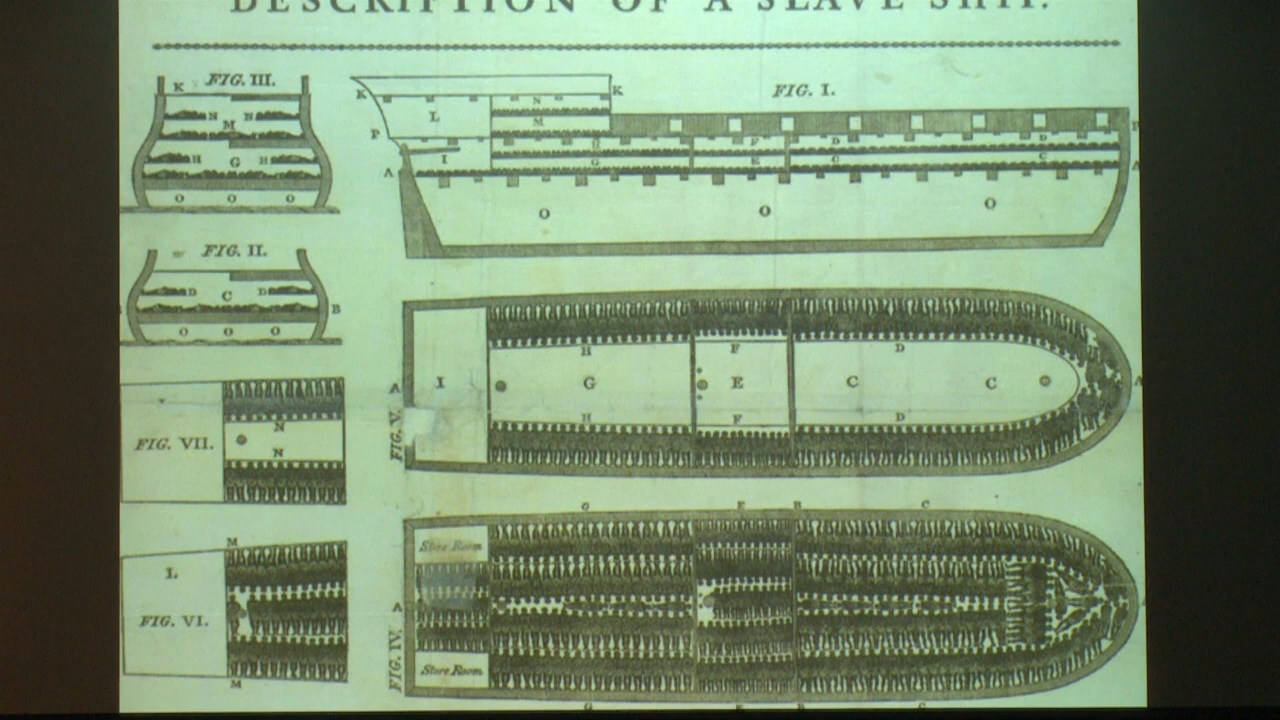 DESCRIPTION OF A SLAVE SHIP.
FIG. III.
K
N N
M
H G H
O O O
FIG. I.
K K
L N
M
P
I H F D D
G E C C
A
O O O
FIG. II.
D C D
B
O O O
A I G E C C A
H F D
H F D
FIG. V.
FIG. VII.
N
N
G E B C
Store Room
A
Store Room
FIG. IV.
G E B C
M
L
FIG. VI.
M